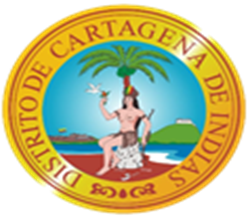 DISTRITO DE CARTAGENA DE INDIAS